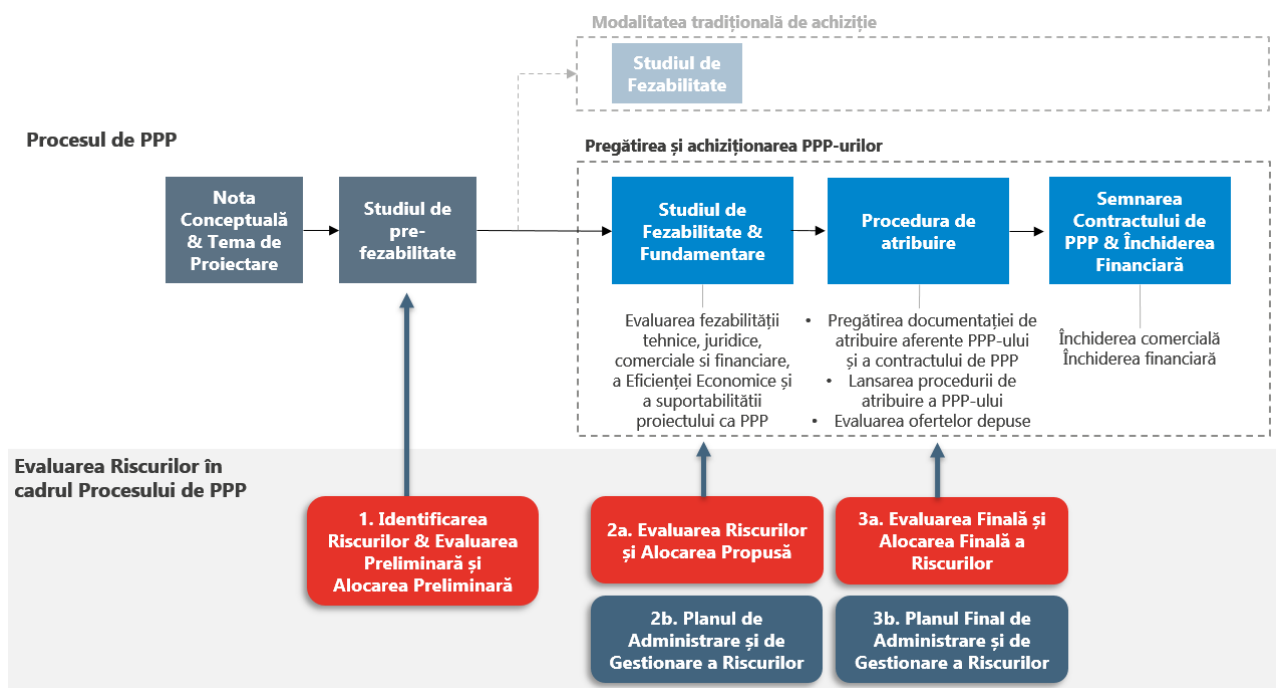 Modalitatea tradițională de achiziție
Studiul de
Fezabilitate
Procesul de PPP
Pregătirea și achiziționarea PPP-urilor
Nota
Conceptuală
& Tema de
Proiectare
Studiul de
pre-
fezabilitate
Studiul de
Fezabilitate &
Fundamentare
Procedura de
atribuire
Semnarea
Contractului de
PPP & Închiderea
Financiară
Evaluarea fezabilității
tehnice, juridice,
comerciale si financiare,
a Eficienței Economice și
a suportabilitătii
proiectului ca PPP
• Pregătirea documentației de
atribuire aferente PPP-ului
și a contractului de PPP
• Lansarea procedurii de
atribuire a PPP-ului
• Evaluarea ofertelor depuse
Închiderea comercială
Închiderea financiară
Evaluarea Riscurilor în
cadrul Procesului de PPP
1. Identificarea
Riscurilor & Evaluarea
Preliminară și
Alocarea Preliminară
2a. Evaluarea Riscurilor
și Alocarea Propusă
3a. Evaluarea Finală și
Alocarea Finală a
Riscurilor
2b. Planul de
Administrare și de
Gestionare a Riscurilor
3b. Planul Final de
Administrare și de
Gestionare a Riscurilor